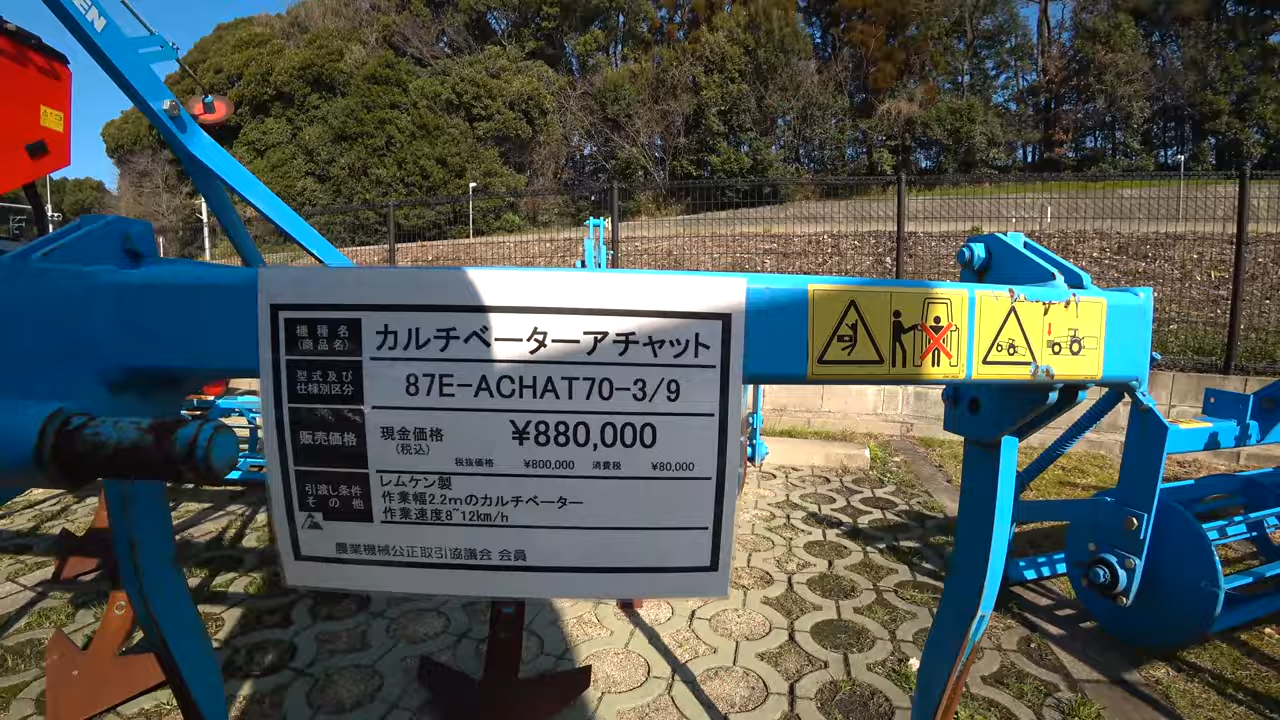 EN
機種名
(商品名)
カルチベーターアチャット
型式及び
仕様別区分
87E-ACHAT70-3/9
販売価格
現金価格
(税込)
¥880,000
税抜価格 ¥800,000 消費税 ¥80,000
引渡し条件
その他
レムケン製
作業幅2.2mのカルチベーター
作業速度8~12km/h
農業機械公正取引協議会 会員